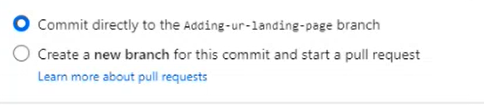 Commit directly to the Adding-ur-landing-page branch
Create a new branch for this commit and start a pull request
Learn more about pull requests